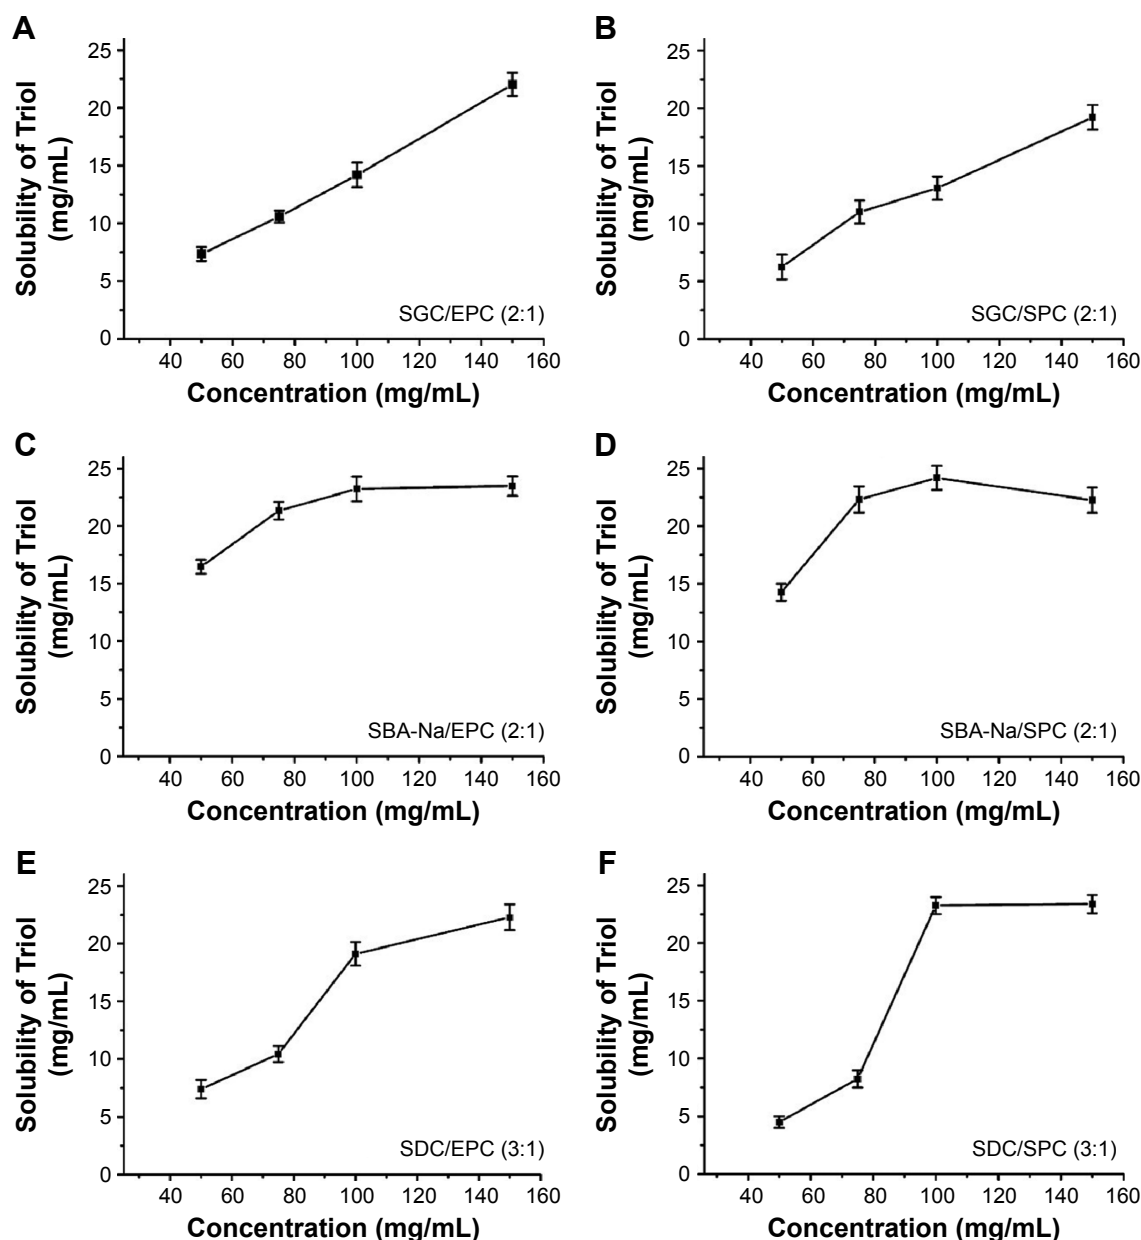 A
Solubility of Triol
(mg/mL)
25
20
15
10
5
0
SGC/EPC (2:1)
40 60 80 100 120 140 160
Concentration (mg/mL)
B
Solubility of Triol
(mg/mL)
25
20
15
10
5
0
SGC/SPC (2:1)
40 60 80 100 120 140 160
Concentration (mg/mL)
C
Solubility of Triol
(mg/mL)
25
20
15
10
5
0
SBA-Na/EPC (2:1)
40 60 80 100 120 140 160
Concentration (mg/mL)
D
Solubility of Triol
(mg/mL)
25
20
15
10
5
0
SBA-Na/SPC (2:1)
40 60 80 100 120 140 160
Concentration (mg/mL)
E
Solubility of Triol
(mg/mL)
25
20
15
10
5
0
SDC/EPC (3:1)
40 60 80 100 120 140 160
Concentration (mg/mL)
F
Solubility of Triol
(mg/mL)
25
20
15
10
5
0
SDC/SPC (3:1)
40 60 80 100 120 140 160
Concentration (mg/mL)